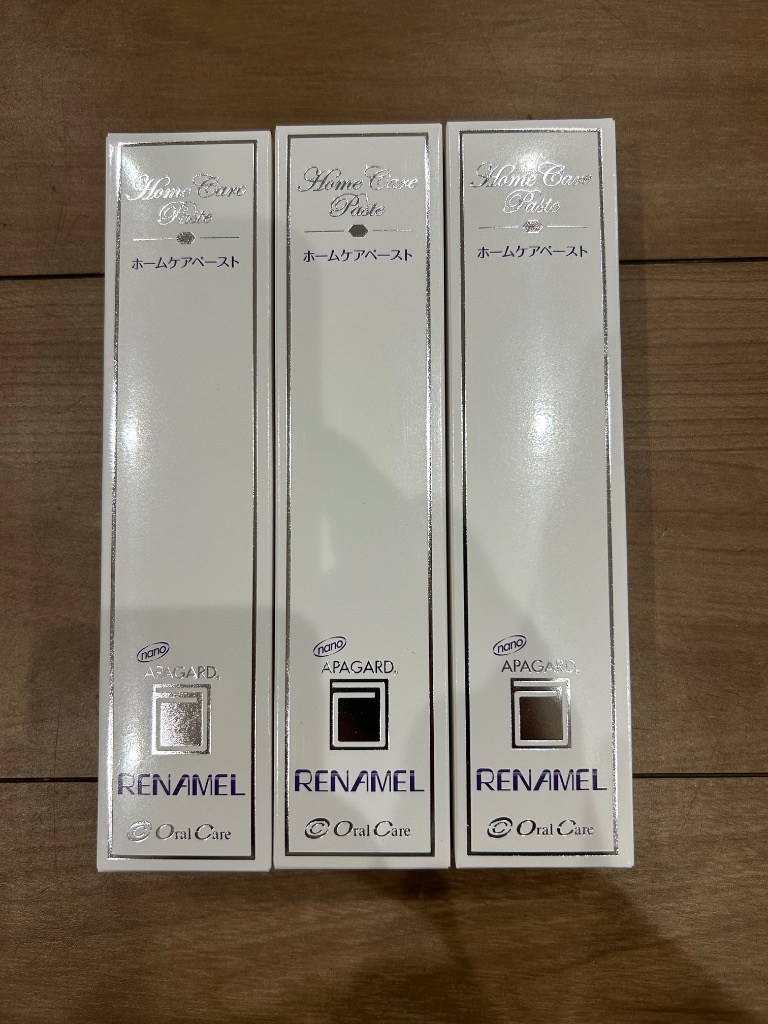 Home Care
Paste
ホームケアペースト
nano
APAGARD®
RENAMEL
Oral Care
Home Care
Paste
ホームケアペースト
nano
APAGARD®
RENAMEL
Oral Care
Home Care
Paste
ホームケアペースト
nano
APAGARD®
RENAMEL
Oral Care